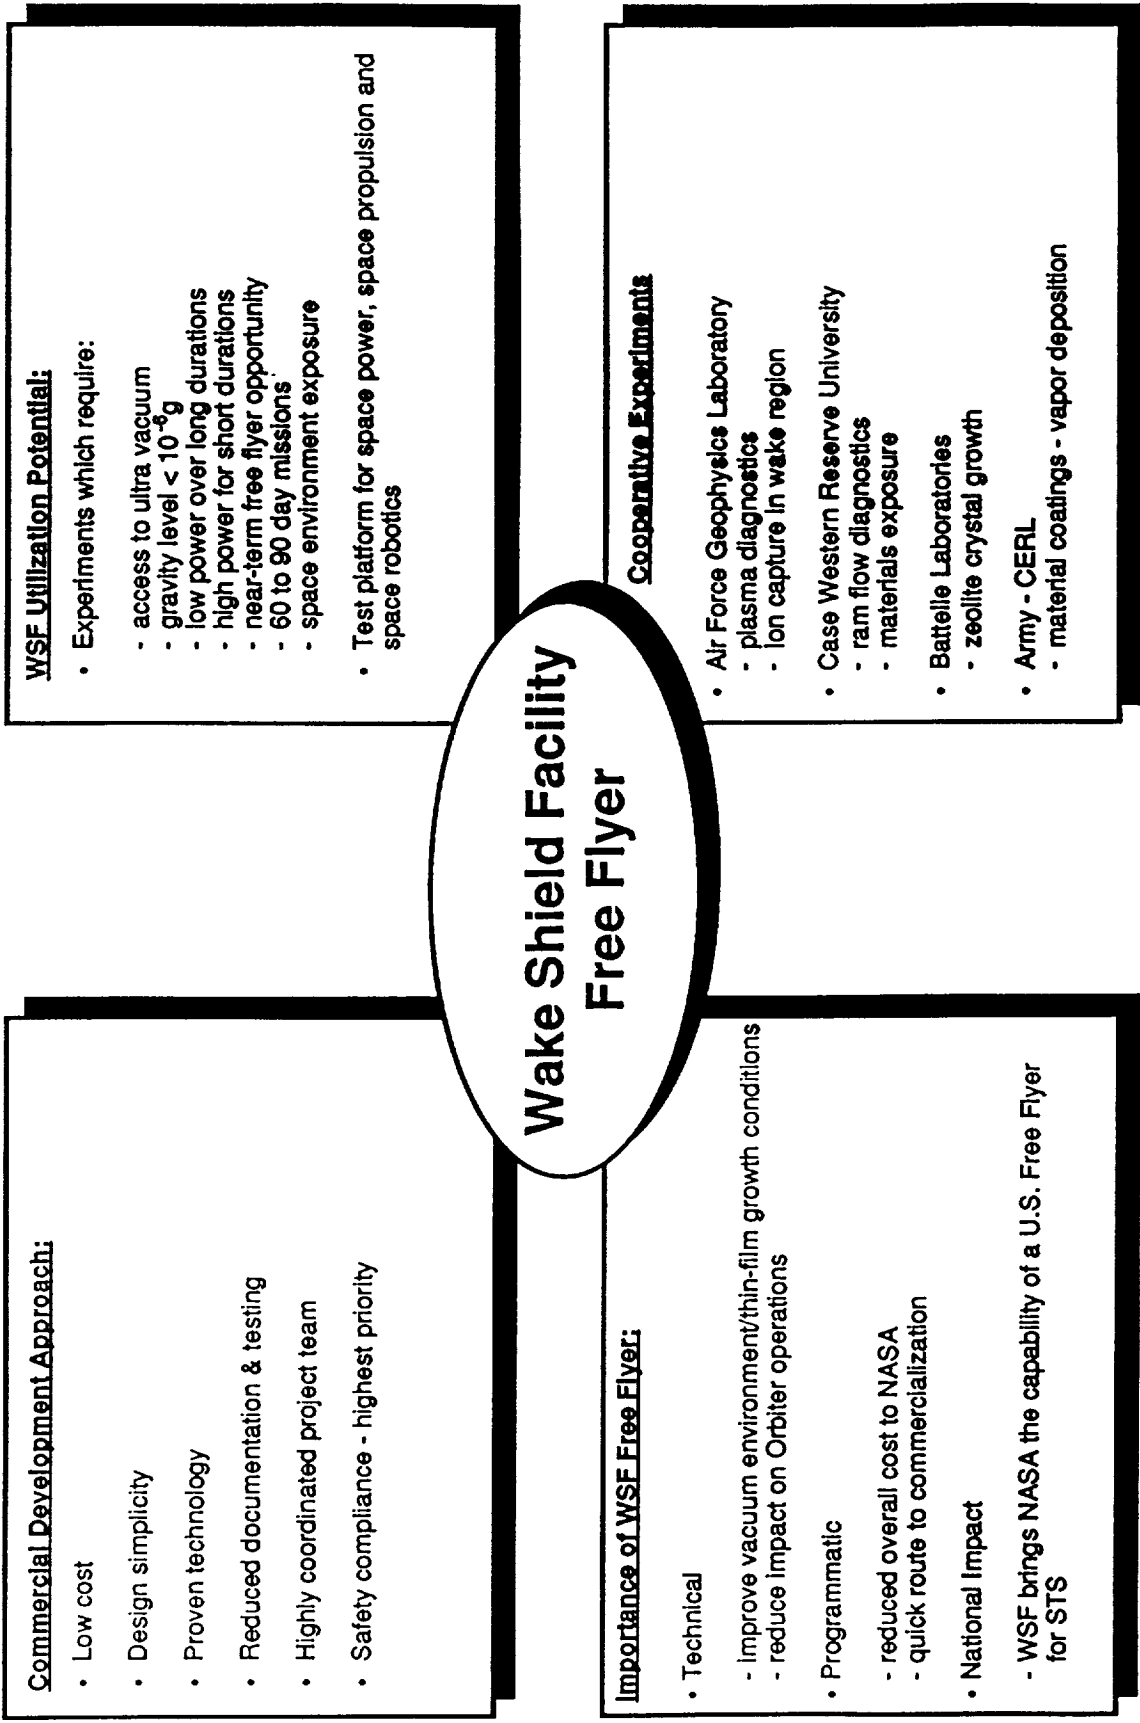 Commercial Development Approach:
• Low cost
• Design simplicity
• Proven technology
• Reduced documentation & testing
• Highly coordinated project team
• Safety compliance - highest priority
WSF Utilization Potential:
• Experiments which require:
- access to ultra vacuum
- gravity level < 10⁻⁶g
- low power over long durations
- high power for short durations
- near-term free flyer opportunity
- 60 to 90 day missions
- space environment exposure
• Test platform for space power, space propulsion and
space robotics
Wake Shield Facility
Free Flyer
Importance of WSF Free Flyer:
• Technical
- improve vacuum environment/thin-film growth conditions
- reduce impact on Orbiter operations
• Programmatic
- reduced overall cost to NASA
- quick route to commercialization
• National Impact
- WSF brings NASA the capability of a U.S. Free Flyer
for STS
Cooperative Experiments
• Air Force Geophysics Laboratory
- plasma diagnostics
- ion capture in wake region
• Case Western Reserve University
- ram flow diagnostics
- materials exposure
• Battelle Laboratories
- zeolite crystal growth
• Army - CERL
- material coatings - vapor deposition